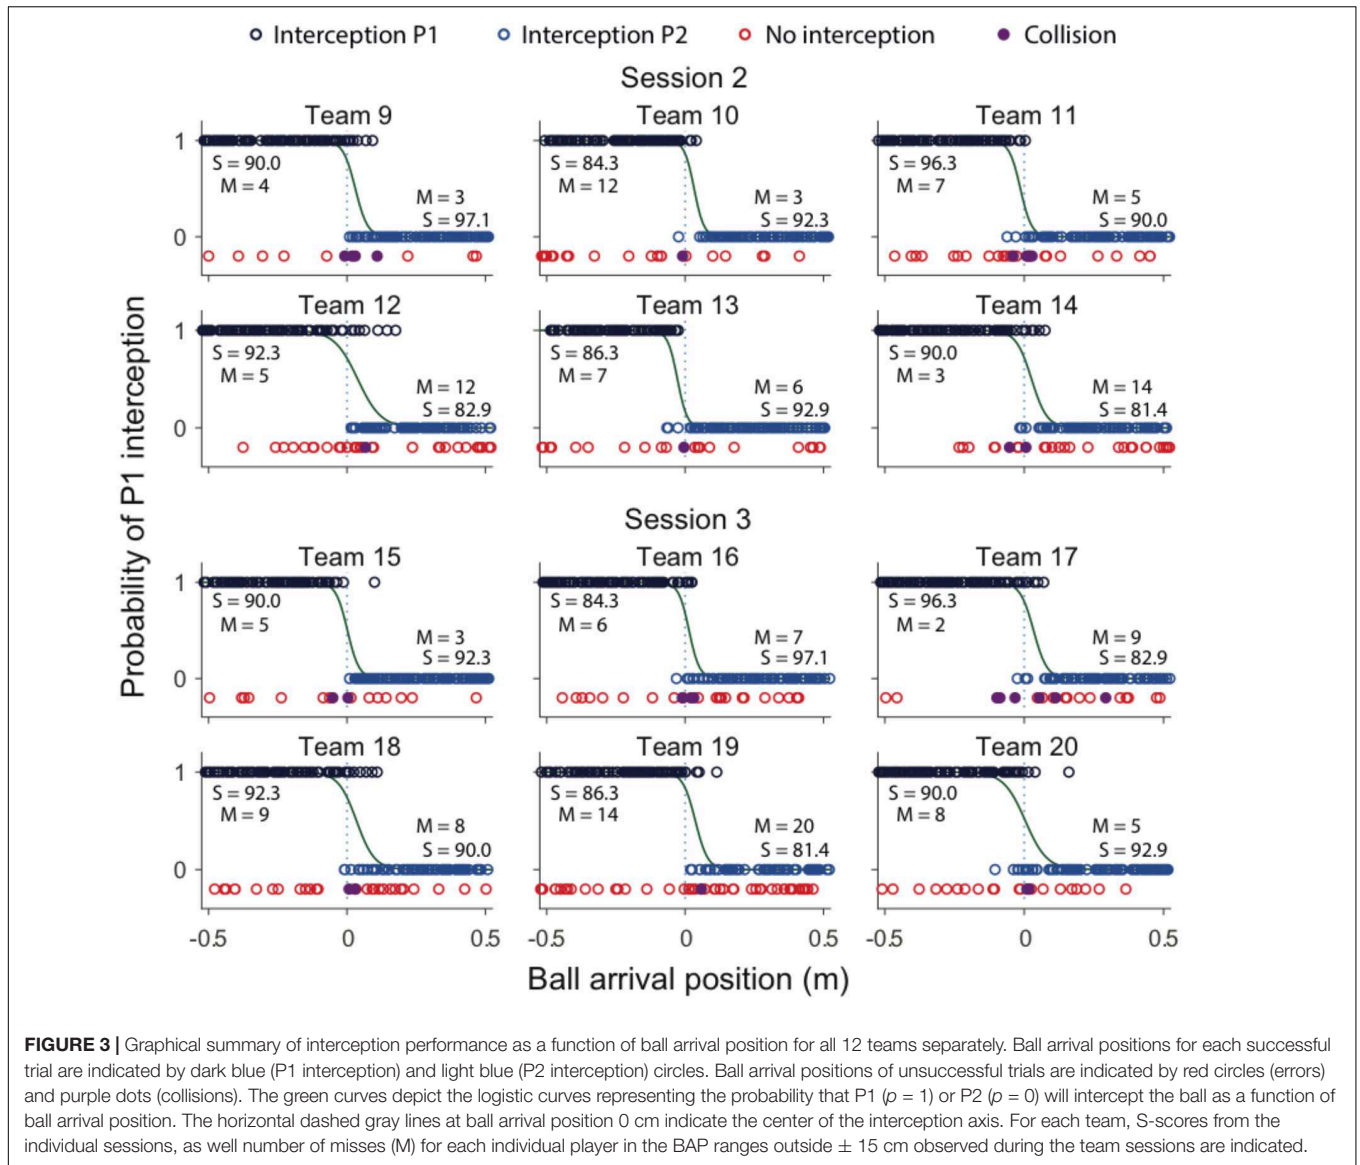 Interception P1 Interception P2 No interception Collision
Session 2
Team 9 Team 10 Team 11
1
S = 90.0 S = 84.3 S = 96.3
M = 4 M = 12 M = 7
M = 3 M = 3 M = 5
S = 97.1 S = 92.3 S = 90.0
0
Team 12 Team 13 Team 14
1
S = 92.3 S = 86.3 S = 90.0
M = 5 M = 7 M = 3
M = 12 M = 6 M = 14
S = 82.9 S = 92.9 S = 81.4
0
Probability of P1 interception
Session 3
Team 15 Team 16 Team 17
1
S = 90.0 S = 84.3 S = 96.3
M = 5 M = 6 M = 2
M = 3 M = 7 M = 9
S = 92.3 S = 97.1 S = 82.9
0
Team 18 Team 19 Team 20
1
S = 92.3 S = 86.3 S = 90.0
M = 9 M = 14 M = 8
M = 8 M = 20 M = 5
S = 90.0 S = 81.4 S = 92.9
0
-0.5 0 0.5 -0.5 0 0.5 -0.5 0 0.5
Ball arrival position (m)
FIGURE 3 | Graphical summary of interception performance as a function of ball arrival position for all 12 teams separately. Ball arrival positions for each successful
trial are indicated by dark blue (P1 interception) and light blue (P2 interception) circles. Ball arrival positions of unsuccessful trials are indicated by red circles (errors)
and purple dots (collisions). The green curves depict the logistic curves representing the probability that P1 (p = 1) or P2 (p = 0) will intercept the ball as a function of
ball arrival position. The horizontal dashed gray lines at ball arrival position 0 cm indicate the center of the interception axis. For each team, S-scores from the
individual sessions, as well number of misses (M) for each individual player in the BAP ranges outside ± 15 cm observed during the team sessions are indicated.